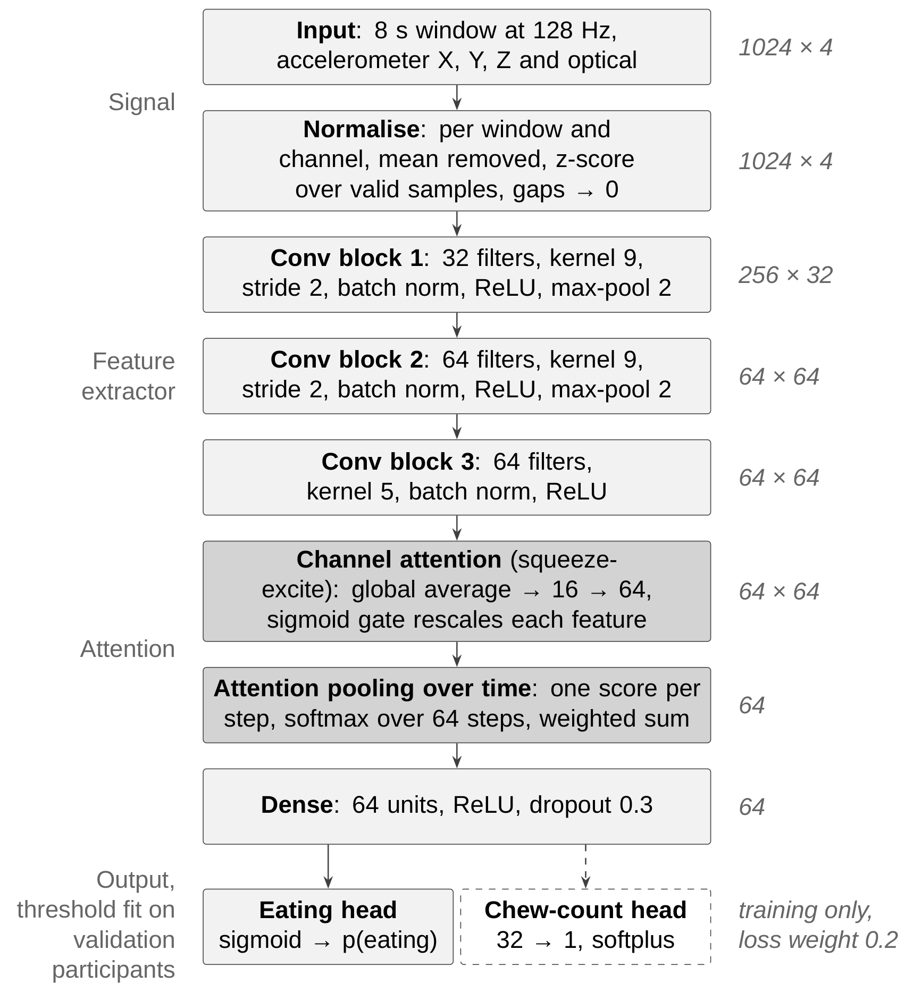 Input: 8 s window at 128 Hz,
accelerometer X, Y, Z and optical
1024 × 4
Signal
Normalise: per window and
channel, mean removed, z-score
over valid samples, gaps → 0
1024 × 4
Conv block 1: 32 filters, kernel 9,
stride 2, batch norm, ReLU, max-pool 2
256 × 32
Feature
extractor
Conv block 2: 64 filters, kernel 9,
stride 2, batch norm, ReLU, max-pool 2
64 × 64
Conv block 3: 64 filters,
kernel 5, batch norm, ReLU
64 × 64
Channel attention (squeeze-
excite): global average → 16 → 64,
sigmoid gate rescales each feature
64 × 64
Attention
Attention pooling over time: one score per
step, softmax over 64 steps, weighted sum
64
Dense: 64 units, ReLU, dropout 0.3
64
Output,
threshold fit on
validation
participants
Eating head
sigmoid → p(eating)
Chew-count head
32 → 1, softplus
training only,
loss weight 0.2